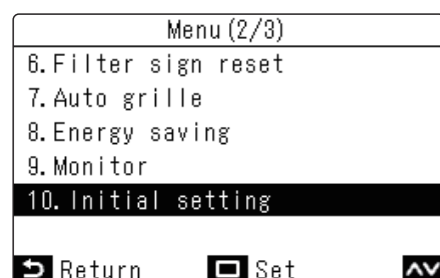 Menu(2/3)
6.Filter sign reset
7.Auto grille
8.Energy saving
9.Monitor
10.Initial setting
Return Set